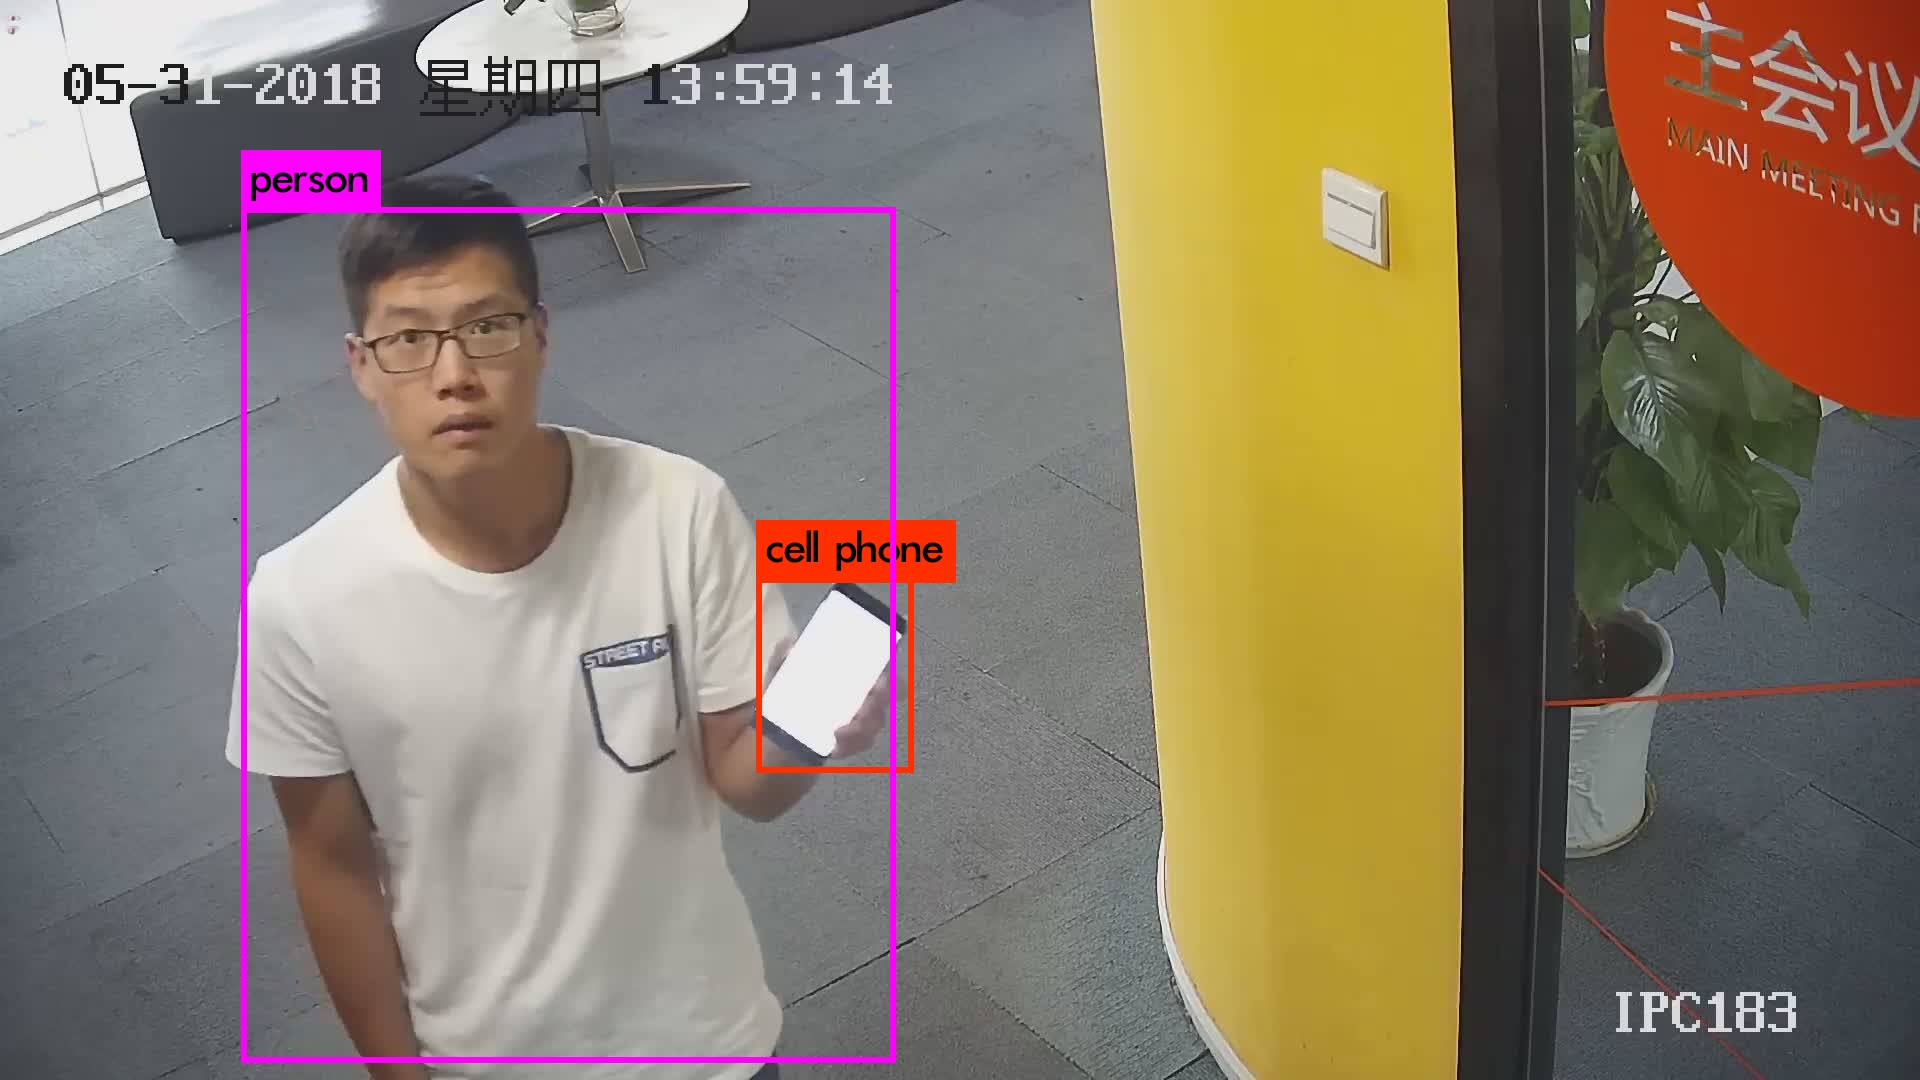 05-31-2018 星期四 13:59:14
主会议
MAIN MEETING
person
cell phone
STREET
IPC183